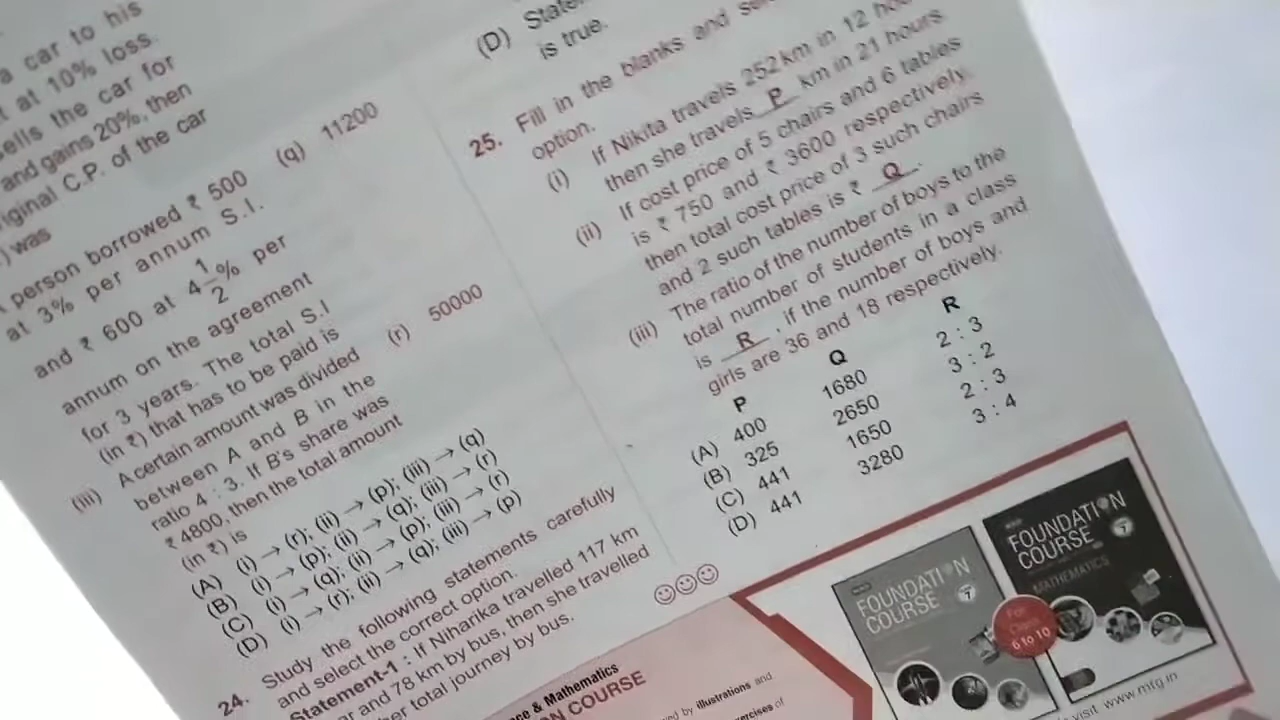 a car to his
at 10% loss.
sells the car for
and gains 20%, then
C.P. of the car
was
person borrowed ₹ 500
at 3% per annum S.I.
and ₹ 600 at 4 1/2 % per
annum on the agreement
for 3 years. The total S.I
(in ₹) that has to be paid is
(q) 11200
(iii) A certain amount was divided
between A and B in the
ratio 4 : 3. If B's share was
₹ 4800, then the total amount
(in ₹) is
(r) 50000
(A) (i) → (r); (ii) → (p); (iii) → (q)
(B) (i) → (p); (ii) → (q); (iii) → (r)
(C) (i) → (q); (ii) → (p); (iii) → (r)
(D) (i) → (r); (ii) → (q); (iii) → (p)
24. Study the following statements carefully
and select the correct option.
Statement-1 : If Niharika travelled 117 km
and 78 km by bus, then she travelled
total journey by bus.
(D)
is true.
25. Fill in the blanks and
option.
(i) If Nikita travels 252 km in 12
then she travels P km in 21 hours
(ii) If cost price of 5 chairs and 6 tables
is ₹ 750 and ₹ 3600 respectively,
then total cost price of 3 such chairs
and 2 such tables is ₹ Q .
(iii) The ratio of the number of boys to the
total number of students in a class
is R , if the number of boys and
girls are 36 and 18 respectively.
P Q R
(A) 400 1680 2 : 3
(B) 325 2650 3 : 2
(C) 441 1650 2 : 3
(D) 441 3280 3 : 4
& Mathematics
COURSE
by illustrations and
of
FOUNDATION
COURSE
7
FOUNDATION
COURSE
7
MATHEMATICS
For
Class
6 to 10
visit www.mtg.in